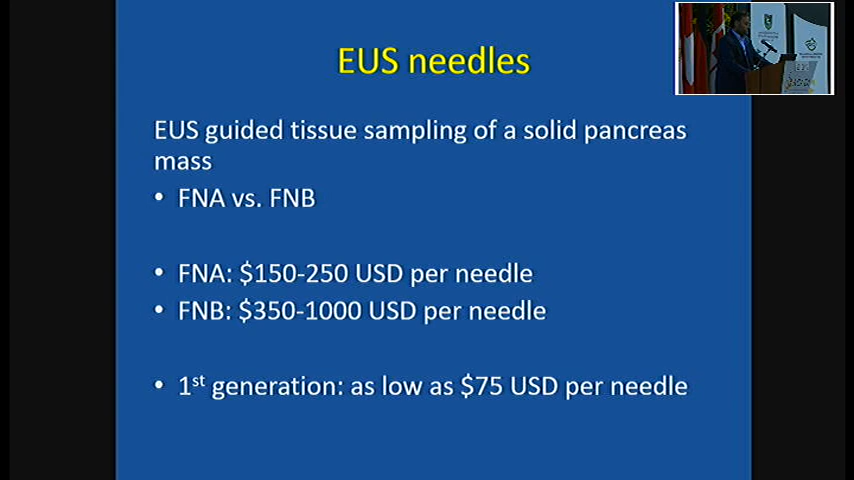 EUS needles
EUS guided tissue sampling of a solid pancreas
mass
• FNA vs. FNB
• FNA: $150-250 USD per needle
• FNB: $350-1000 USD per needle
• 1st generation: as low as $75 USD per needle